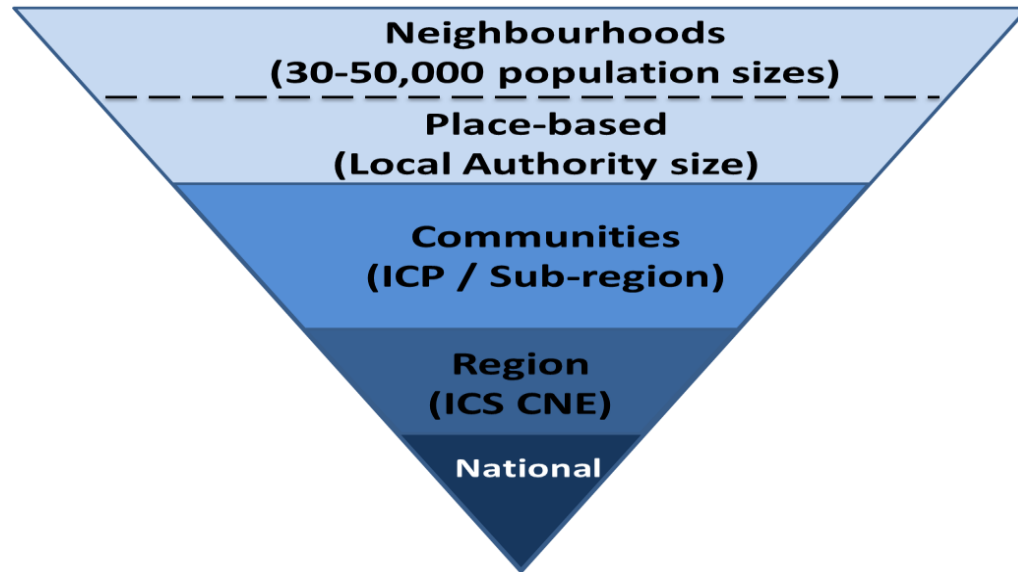 Neighbourhoods
(30-50,000 population sizes)
Place-based
(Local Authority size)
Communities
(ICP / Sub-region)
Region
(ICS CNE)
National